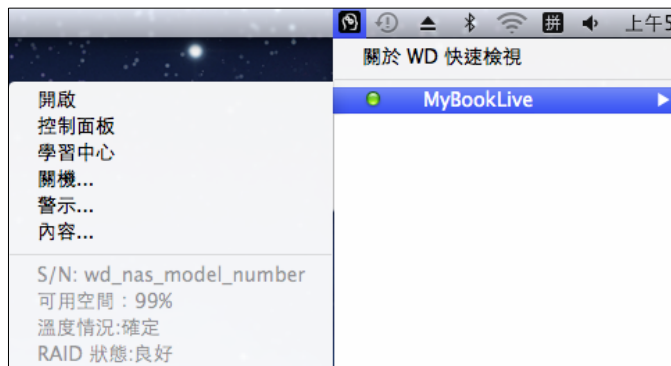 拼 上午5
關於 WD 快速檢視
MyBookLive
開啟
控制面板
學習中心
關機...
警示...
內容...
S/N: wd_nas_model_number
可用空間：99%
溫度情況:確定
RAID 狀態:良好